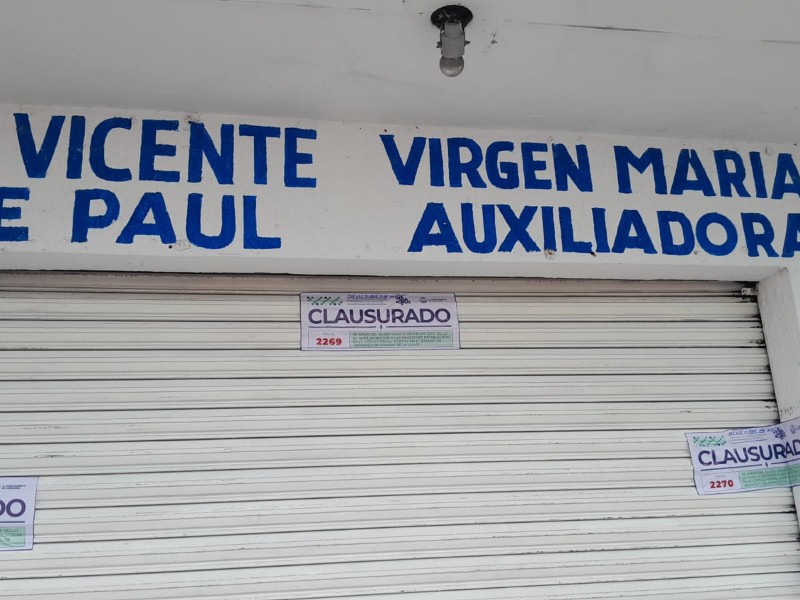 VICENTE
E PAUL
VIRGEN MARIA
AUXILIADORA
CLAUSURADO
2269
CLAUSURADO
2270
DO